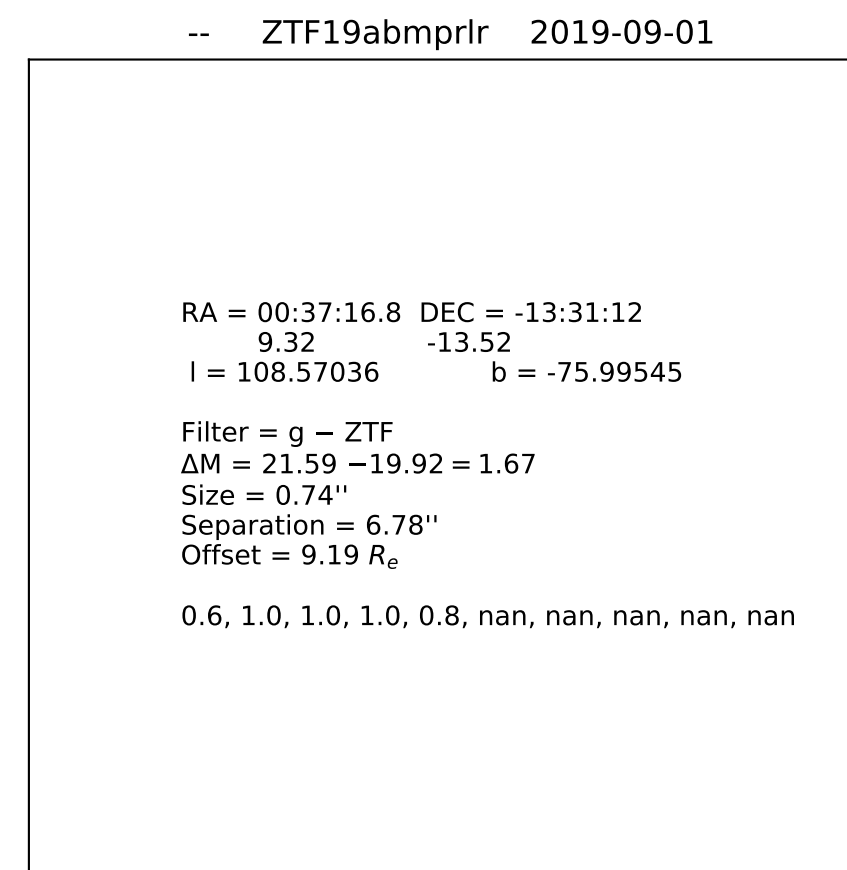 -- ZTF19abmprlr 2019-09-01
RA = 00:37:16.8 DEC = -13:31:12
9.32 -13.52
l = 108.57036 b = -75.99545
Filter = g − ZTF
ΔM = 21.59 −19.92 = 1.67
Size = 0.74''
Separation = 6.78''
Offset = 9.19 Re
0.6, 1.0, 1.0, 1.0, 0.8, nan, nan, nan, nan, nan